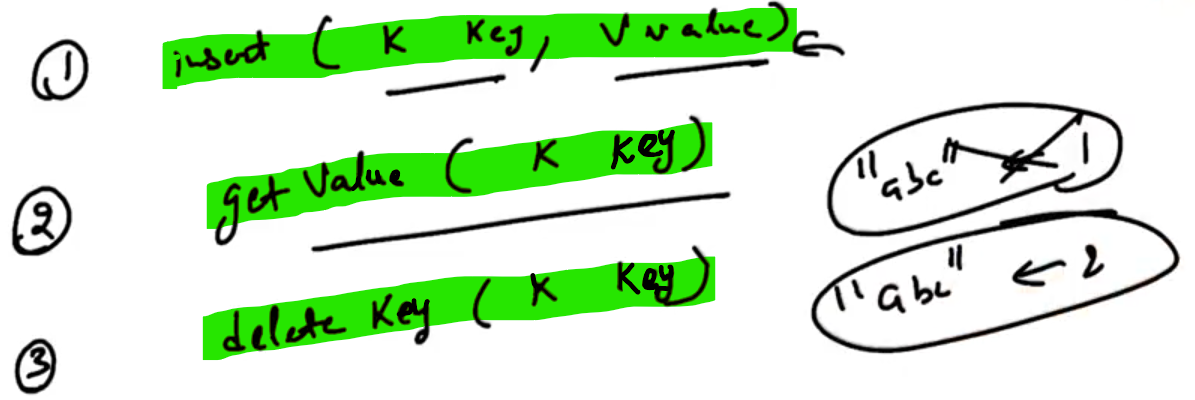 ① insert ( K Key, V value) ←
② get Value ( K Key)
"abc" ← 1
③ delete Key ( K Key)
"abc" ← 2